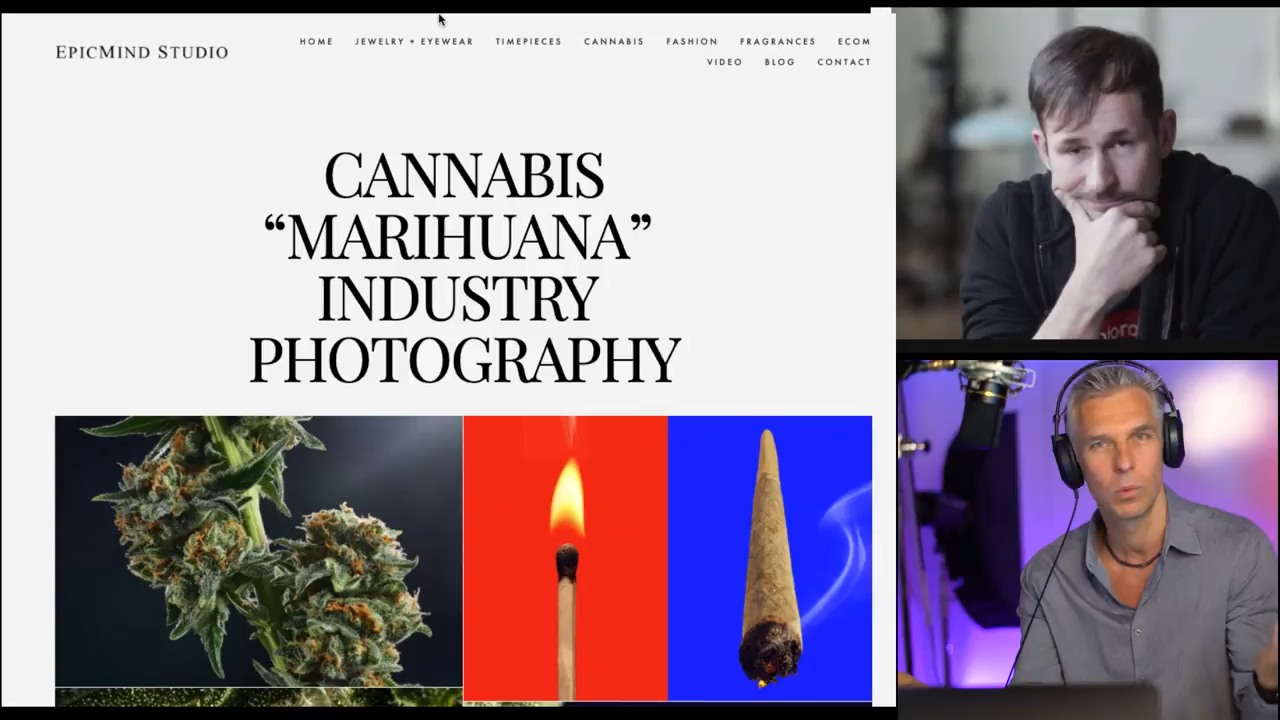 EPICMIND STUDIO
HOME JEWELRY + EYEWEAR TIMEPIECES CANNABIS FASHION FRAGRANCES ECOM
VIDEO BLOG CONTACT
CANNABIS
“MARIHUANA”
INDUSTRY
PHOTOGRAPHY